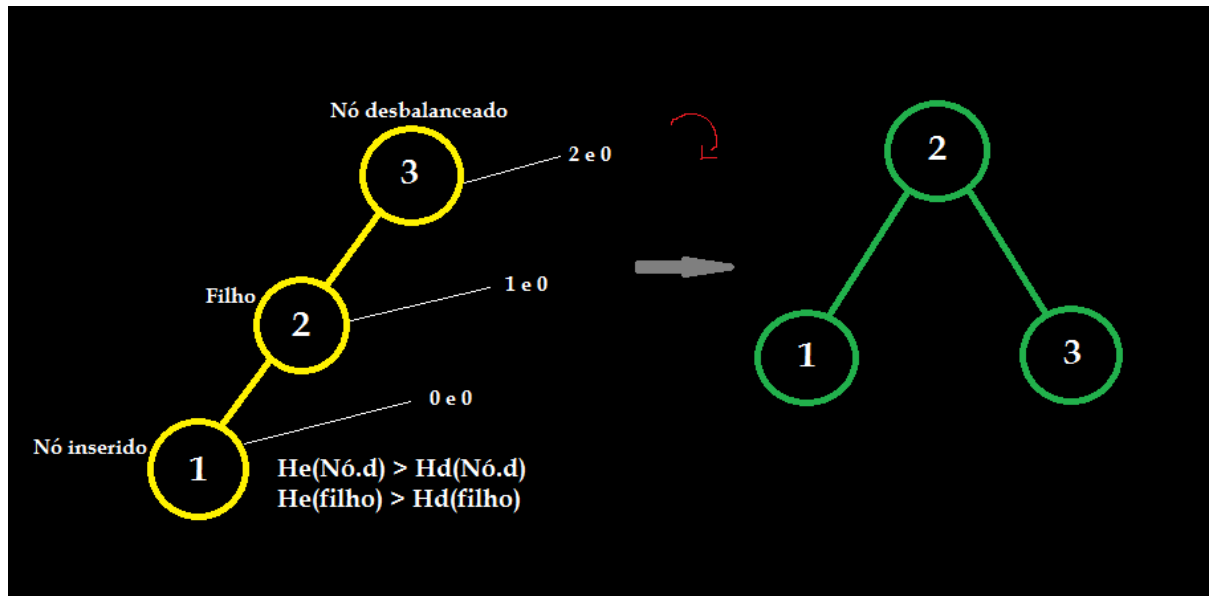 Nó desbalanceado
3
2 e 0
Filho
2
1 e 0
Nó inserido
1
0 e 0
He(Nó.d) > Hd(Nó.d)
He(filho) > Hd(filho)
2
1
3